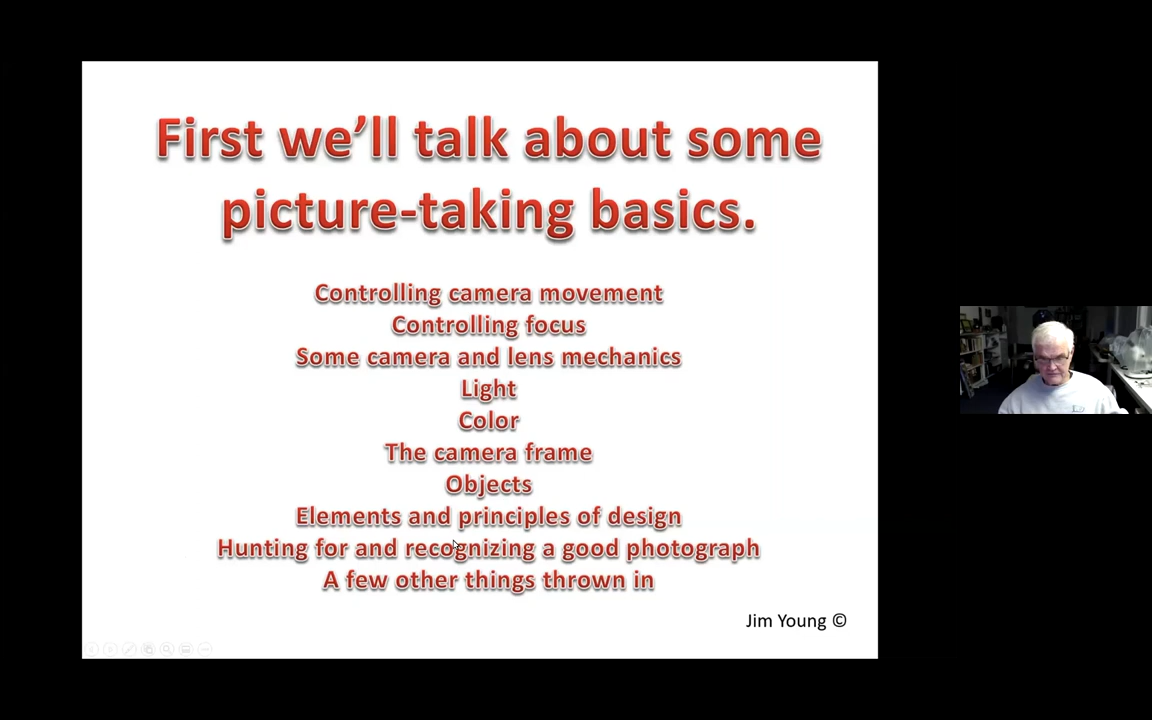 First we’ll talk about some
picture-taking basics.
Controlling camera movement
Controlling focus
Some camera and lens mechanics
Light
Color
The camera frame
Objects
Elements and principles of design
Hunting for and recognizing a good photograph
A few other things thrown in
Jim Young ©